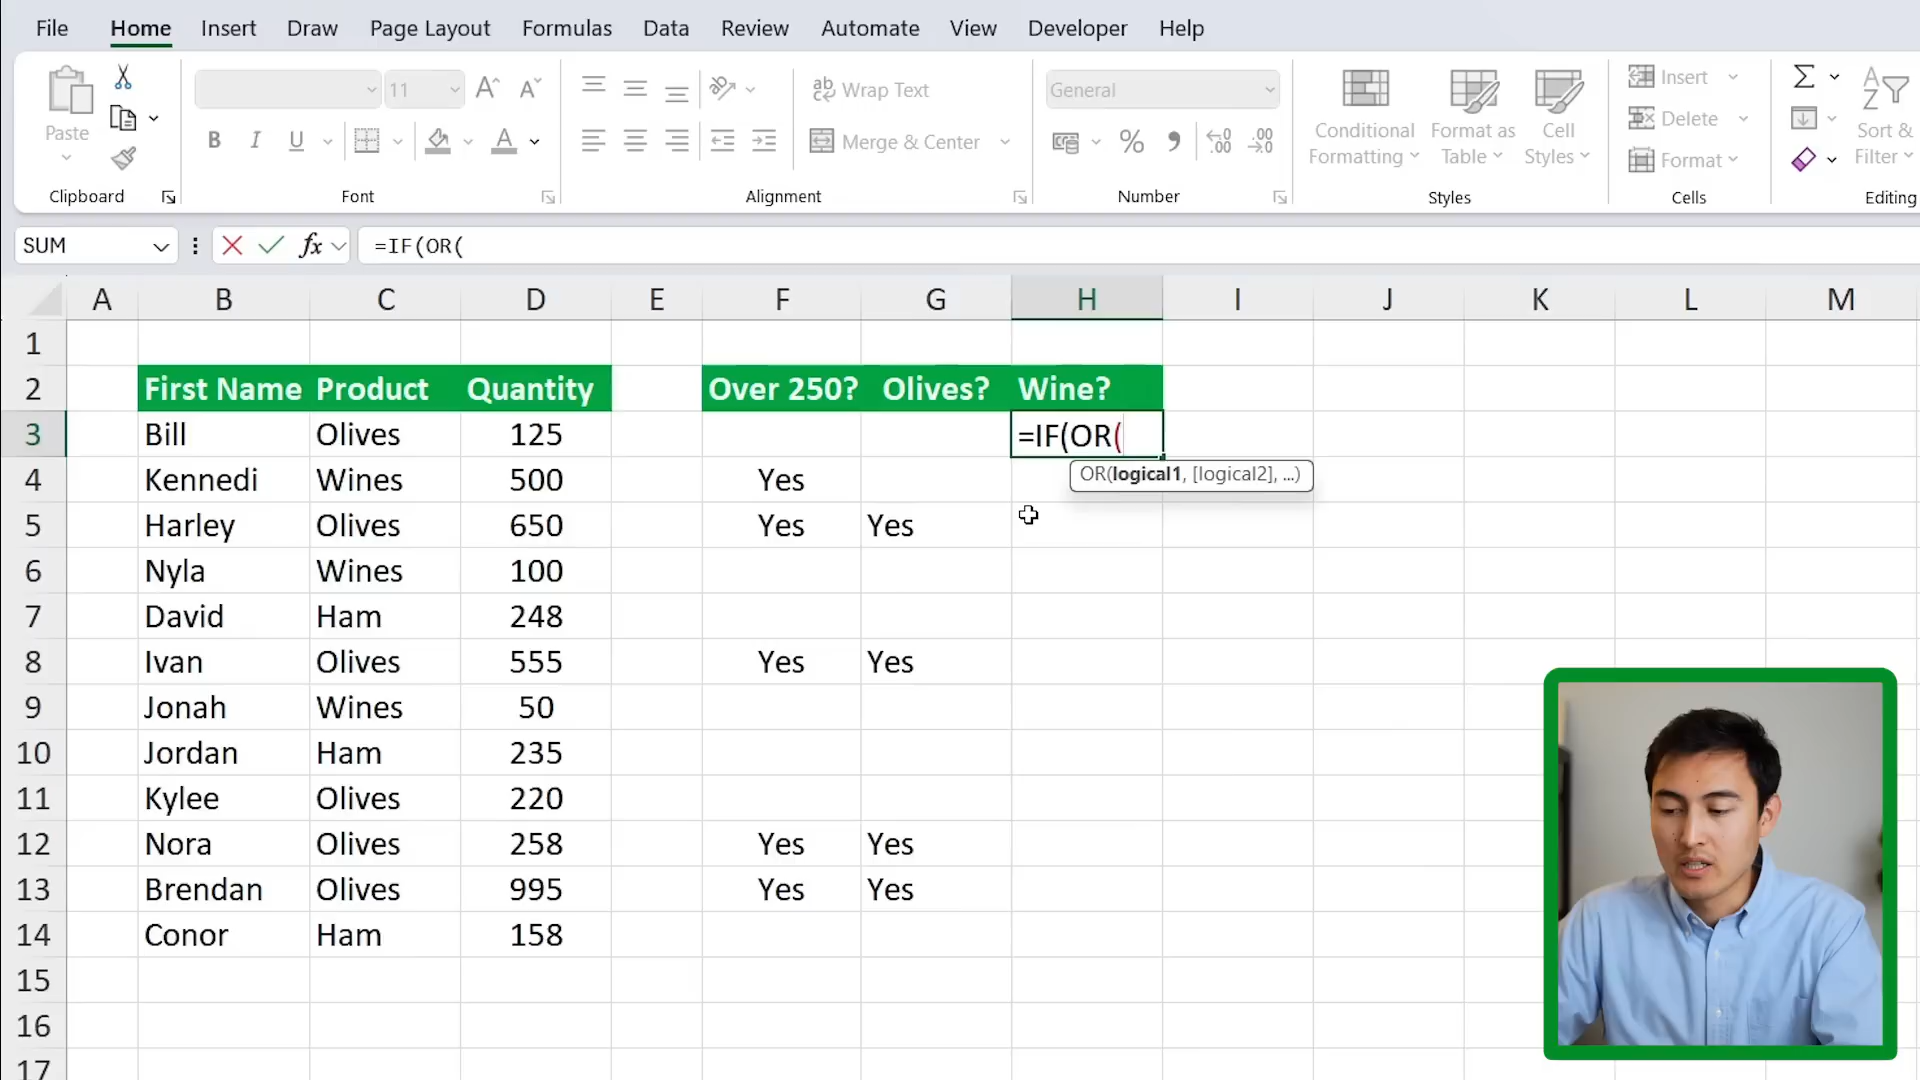 File Home Insert Draw Page Layout Formulas Data Review View Automate Developer Help
Paste
Clipboard
11
B I U
Font
Wrap Text
Merge & Center
Alignment
General
Number
Conditional Formatting
Format as Table
Cell Styles
Styles
Insert
Delete
Format
Cells
Sort & Filter
Editing
SUM fx =IF(OR(
A B C D E F G H I J K L M
1
2 First Name Product Quantity Over 250? Olives? Wine?
3 Bill Olives 125 =IF(OR(
OR(logical1, [logical2], ...)
4 Kennedi Wines 500 Yes
5 Harley Olives 650 Yes Yes
6 Nyla Wines 100
7 David Ham 248
8 Ivan Olives 555 Yes Yes
9 Jonah Wines 50
10 Jordan Ham 235
11 Kylee Olives 220
12 Nora Olives 258 Yes Yes
13 Brendan Olives 995 Yes Yes
14 Conor Ham 158
15
16
17